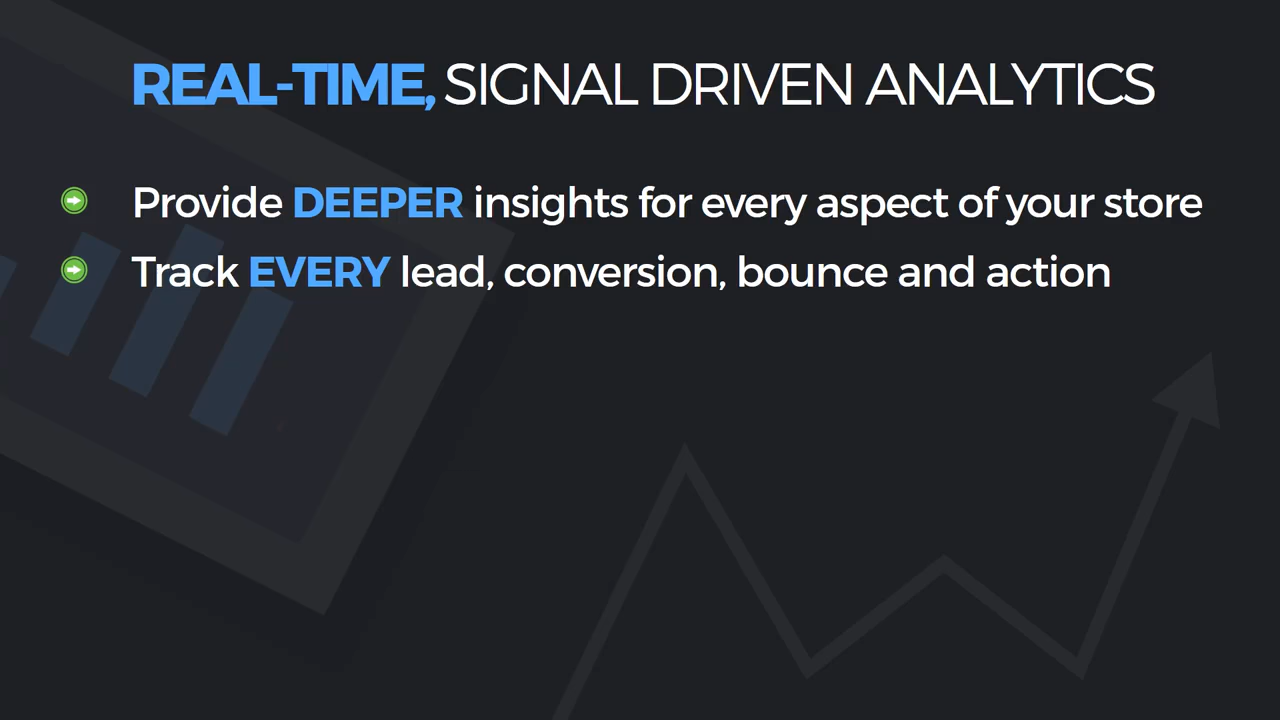 REAL-TIME, SIGNAL DRIVEN ANALYTICS
Provide DEEPER insights for every aspect of your store
Track EVERY lead, conversion, bounce and action